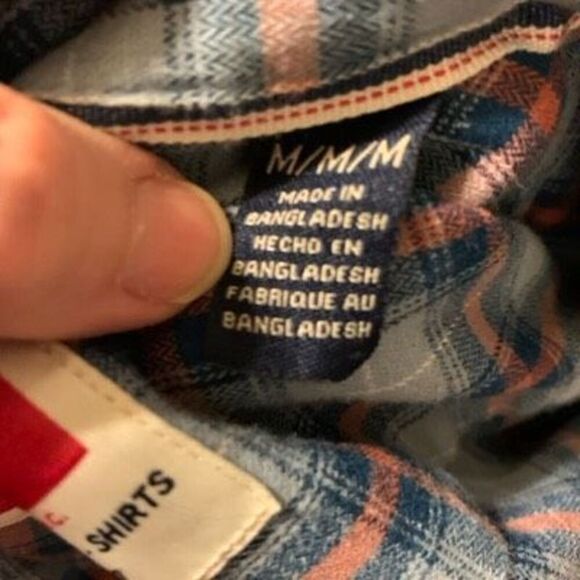 M/M/M
MADE IN
BANGLADESH
HECHO EN
BANGLADESH
FABRIQUE AU
BANGLADESH
SHIRTS